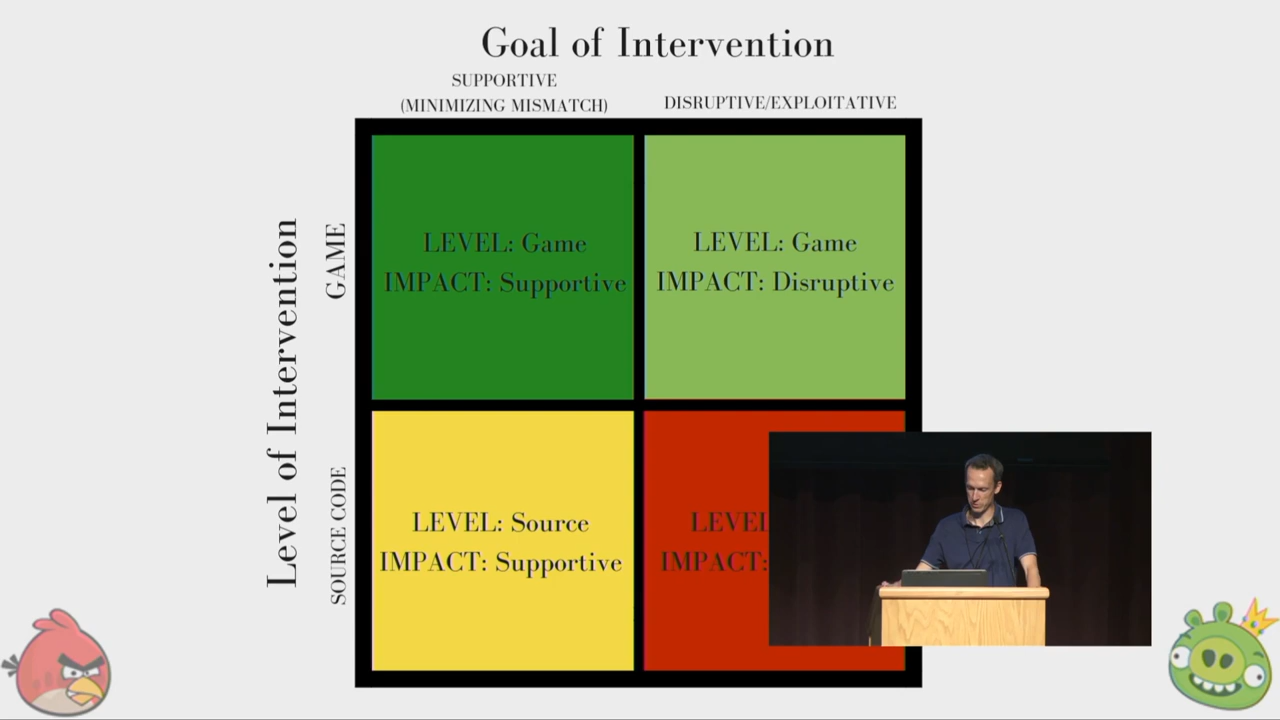 Goal of Intervention
SUPPORTIVE
(MINIMIZING MISMATCH)
DISRUPTIVE/EXPLOITATIVE
Level of Intervention
GAME
LEVEL: Game
IMPACT: Supportive
LEVEL: Game
IMPACT: Disruptive
SOURCE CODE
LEVEL: Source
IMPACT: Supportive
LEVEL
IMPACT: